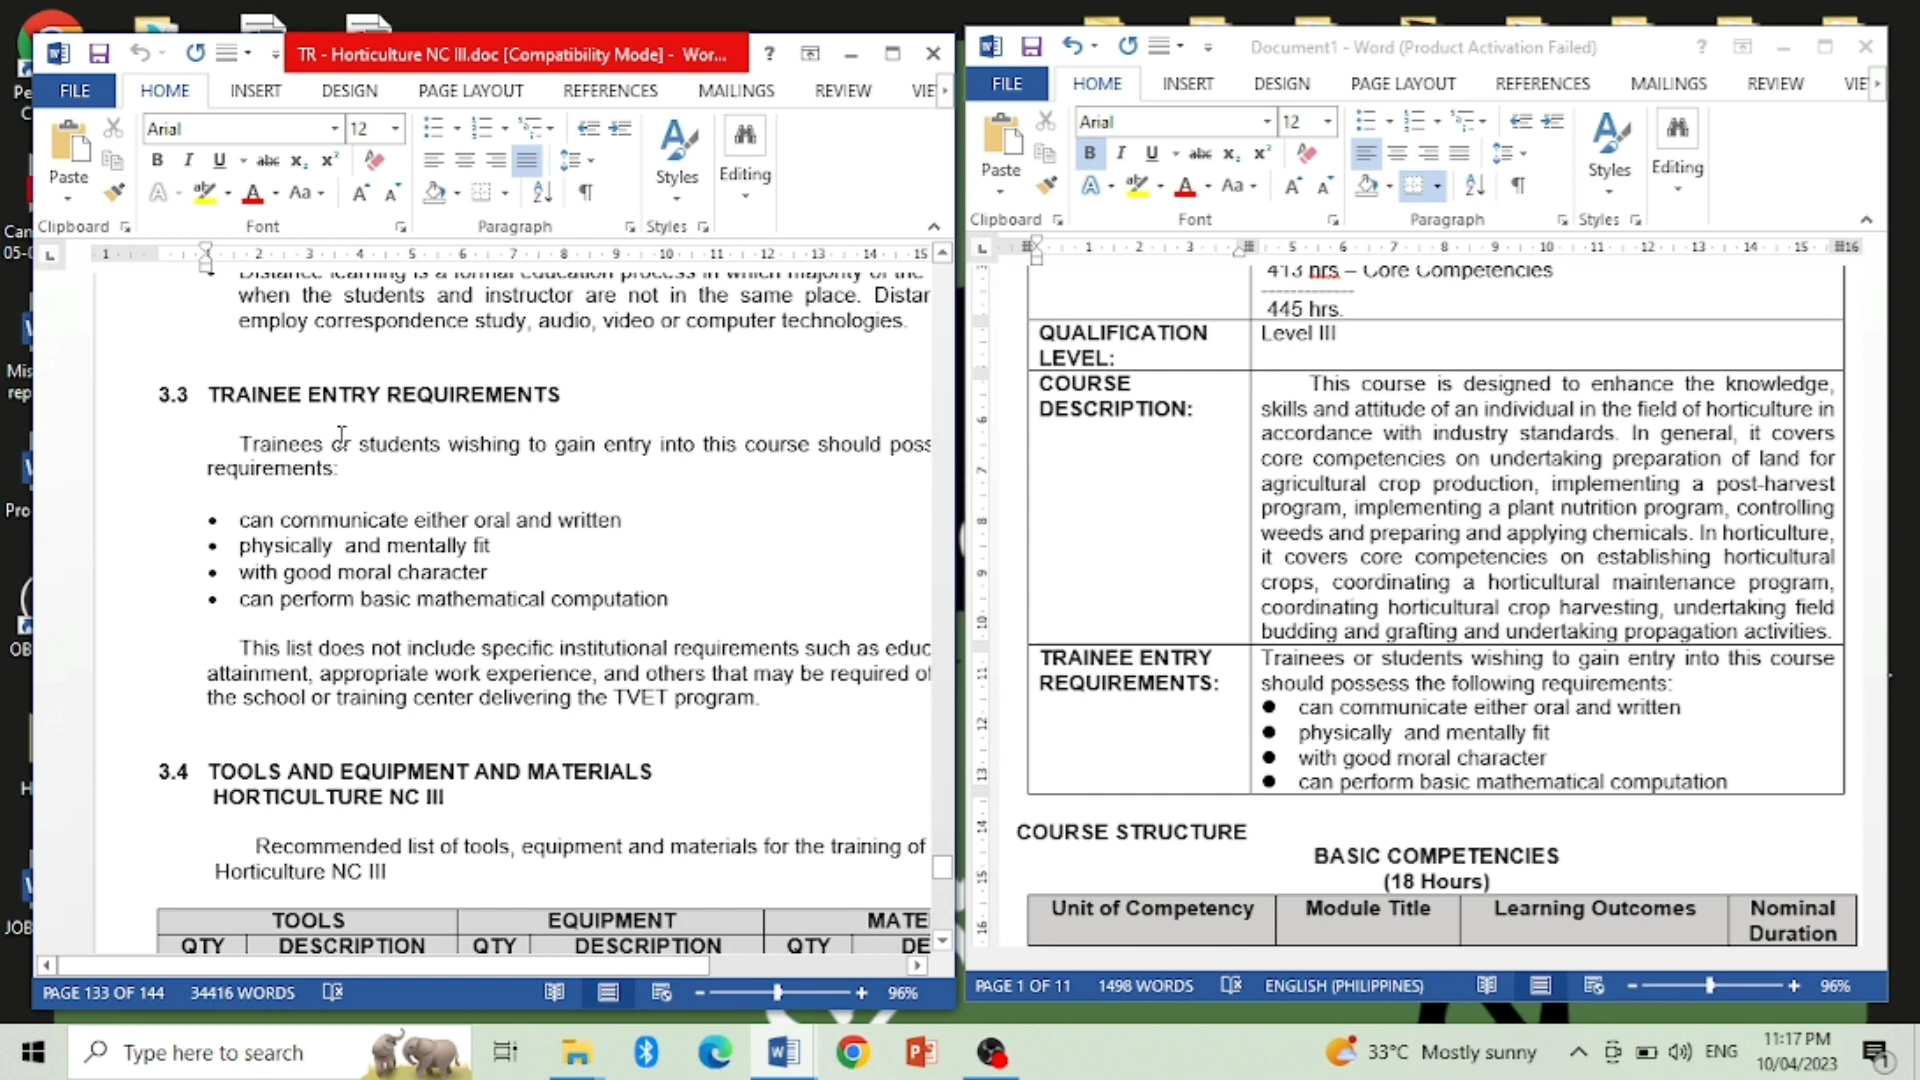 TR - Horticulture NC III.doc [Compatibility Mode] - Wor...
FILE HOME INSERT DESIGN PAGE LAYOUT REFERENCES MAILINGS REVIEW VIE
Arial 12
Paste Styles Editing
Clipboard Font Paragraph Styles
Distance learning is a formal education process in which majority of the
when the students and instructor are not in the same place. Distar
employ correspondence study, audio, video or computer technologies.
3.3 TRAINEE ENTRY REQUIREMENTS
Trainees or students wishing to gain entry into this course should poss
requirements:
• can communicate either oral and written
• physically and mentally fit
• with good moral character
• can perform basic mathematical computation
This list does not include specific institutional requirements such as educ
attainment, appropriate work experience, and others that may be required of
the school or training center delivering the TVET program.
3.4 TOOLS AND EQUIPMENT AND MATERIALS
HORTICULTURE NC III
Recommended list of tools, equipment and materials for the training of
Horticulture NC III
TOOLS EQUIPMENT MATE
QTY DESCRIPTION QTY DESCRIPTION QTY DE
PAGE 133 OF 144 34416 WORDS 96%
Document1 - Word (Product Activation Failed)
FILE HOME INSERT DESIGN PAGE LAYOUT REFERENCES MAILINGS REVIEW VIE
Arial 12
Paste Styles Editing
Clipboard Font Paragraph Styles
413 hrs – Core Competencies
--------------
445 hrs.
QUALIFICATION LEVEL:
Level III
COURSE DESCRIPTION:
This course is designed to enhance the knowledge,
skills and attitude of an individual in the field of horticulture in
accordance with industry standards. In general, it covers
core competencies on undertaking preparation of land for
agricultural crop production, implementing a post-harvest
program, implementing a plant nutrition program, controlling
weeds and preparing and applying chemicals. In horticulture,
it covers core competencies on establishing horticultural
crops, coordinating a horticultural maintenance program,
coordinating horticultural crop harvesting, undertaking field
budding and grafting and undertaking propagation activities.
TRAINEE ENTRY REQUIREMENTS:
Trainees or students wishing to gain entry into this course
should possess the following requirements:
● can communicate either oral and written
● physically and mentally fit
● with good moral character
● can perform basic mathematical computation
COURSE STRUCTURE
BASIC COMPETENCIES
(18 Hours)
Unit of Competency Module Title Learning Outcomes Nominal Duration
PAGE 1 OF 11 1498 WORDS ENGLISH (PHILIPPINES) 96%
Type here to search
33°C Mostly sunny ENG 11:17 PM
10/04/2023